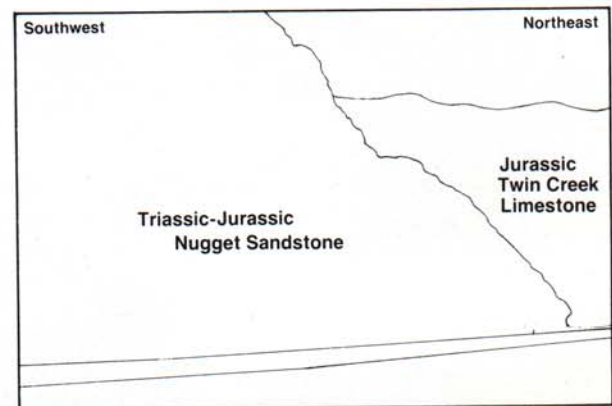 Southwest
Northeast
Jurassic
Twin Creek
Limestone
Triassic-Jurassic
Nugget Sandstone